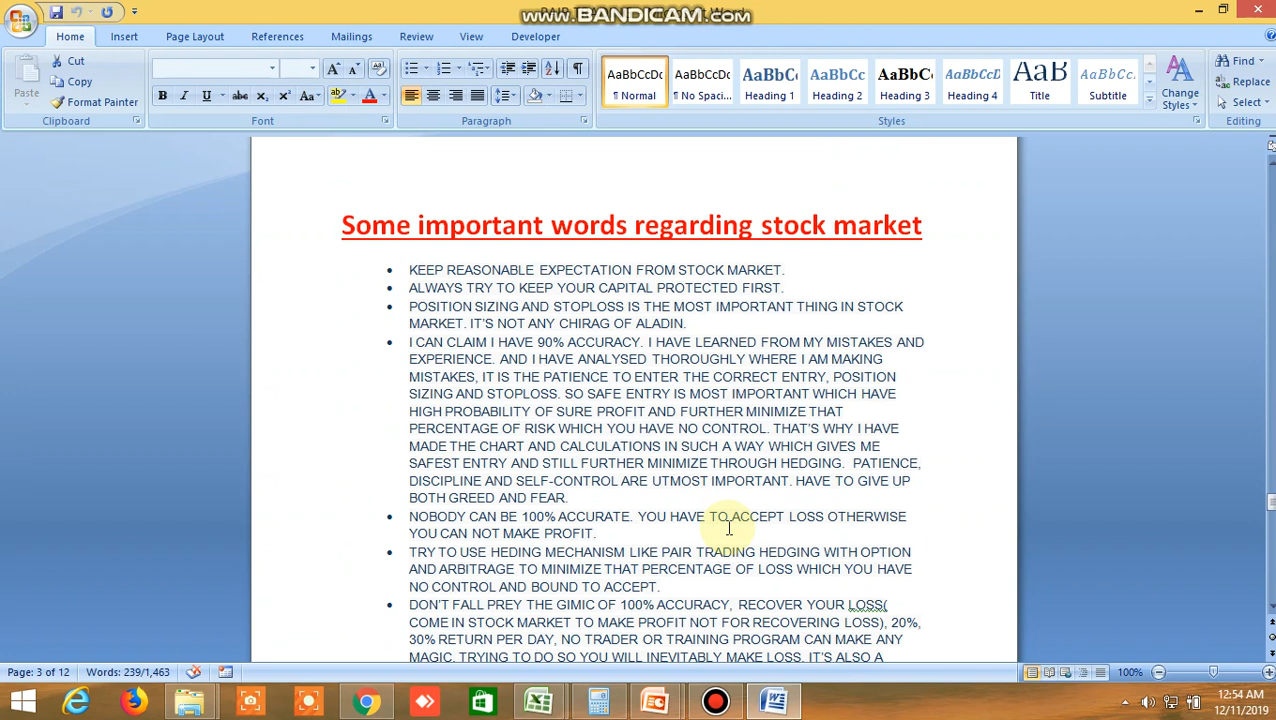 www.BANDICAM.com
Home Insert Page Layout References Mailings Review View Developer
Cut
Copy
Format Painter
Paste
Clipboard
Font
Paragraph
AaBbCcDc AaBbCcDc AaBbC( AaBbCc AaBbCc AaBbCcD AaB AaBbCc.
¶ Normal ¶ No Spaci... Heading 1 Heading 2 Heading 3 Heading 4 Title Subtitle
Change
Styles
Styles
Find
Replace
Select
Editing
Some important words regarding stock market
• KEEP REASONABLE EXPECTATION FROM STOCK MARKET.
• ALWAYS TRY TO KEEP YOUR CAPITAL PROTECTED FIRST.
• POSITION SIZING AND STOPLOSS IS THE MOST IMPORTANT THING IN STOCK
MARKET. IT'S NOT ANY CHIRAG OF ALADIN.
• I CAN CLAIM I HAVE 90% ACCURACY. I HAVE LEARNED FROM MY MISTAKES AND
EXPERIENCE. AND I HAVE ANALYSED THOROUGHLY WHERE I AM MAKING
MISTAKES, IT IS THE PATIENCE TO ENTER THE CORRECT ENTRY, POSITION
SIZING AND STOPLOSS. SO SAFE ENTRY IS MOST IMPORTANT WHICH HAVE
HIGH PROBABILITY OF SURE PROFIT AND FURTHER MINIMIZE THAT
PERCENTAGE OF RISK WHICH YOU HAVE NO CONTROL. THAT'S WHY I HAVE
MADE THE CHART AND CALCULATIONS IN SUCH A WAY WHICH GIVES ME
SAFEST ENTRY AND STILL FURTHER MINIMIZE THROUGH HEDGING. PATIENCE,
DISCIPLINE AND SELF-CONTROL ARE UTMOST IMPORTANT. HAVE TO GIVE UP
BOTH GREED AND FEAR.
• NOBODY CAN BE 100% ACCURATE. YOU HAVE TO ACCEPT LOSS OTHERWISE
YOU CAN NOT MAKE PROFIT.
• TRY TO USE HEDING MECHANISM LIKE PAIR TRADING HEDGING WITH OPTION
AND ARBITRAGE TO MINIMIZE THAT PERCENTAGE OF LOSS WHICH YOU HAVE
NO CONTROL AND BOUND TO ACCEPT.
• DON'T FALL PREY THE GIMIC OF 100% ACCURACY, RECOVER YOUR LOSS(
COME IN STOCK MARKET TO MAKE PROFIT NOT FOR RECOVERING LOSS), 20%,
30% RETURN PER DAY, NO TRADER OR TRAINING PROGRAM CAN MAKE ANY
MAGIC. TRYING TO DO SO YOU WILL INEVITABLY MAKE LOSS. IT'S ALSO A
Page: 3 of 12 Words: 239/1,463 100%
12:54 AM
12/11/2019